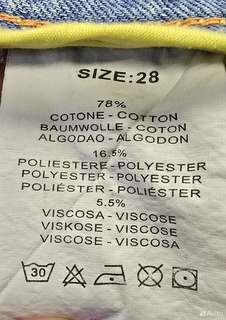 SIZE:28
78%
COTONE - COTTON
BAUMWOLLE - COTON
ALGODAO - ALGODON
16.5%
POLIESTERE - POLYESTER
POLYESTER - POLYESTER
POLIÉSTER - POLIÉSTER
5.5%
VISCOSA - VISCOSE
VISKOSE - VISCOSE
VISCOSE - VISCOSA
30
Avito